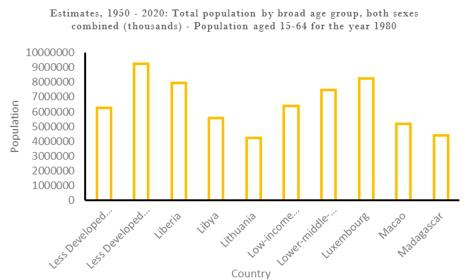 Estimates, 1950 - 2020: Total population by broad age group, both sexes
combined (thousands) - Population aged 15-64 for the year 1980
10000000
9000000
8000000
7000000
6000000
5000000
4000000
3000000
2000000
1000000
0
Population
Less Developed...
Less Developed...
Liberia
Libya
Lithuania
Low-income...
Lower-middle-...
Luxembourg
Macao
Madagascar
Country